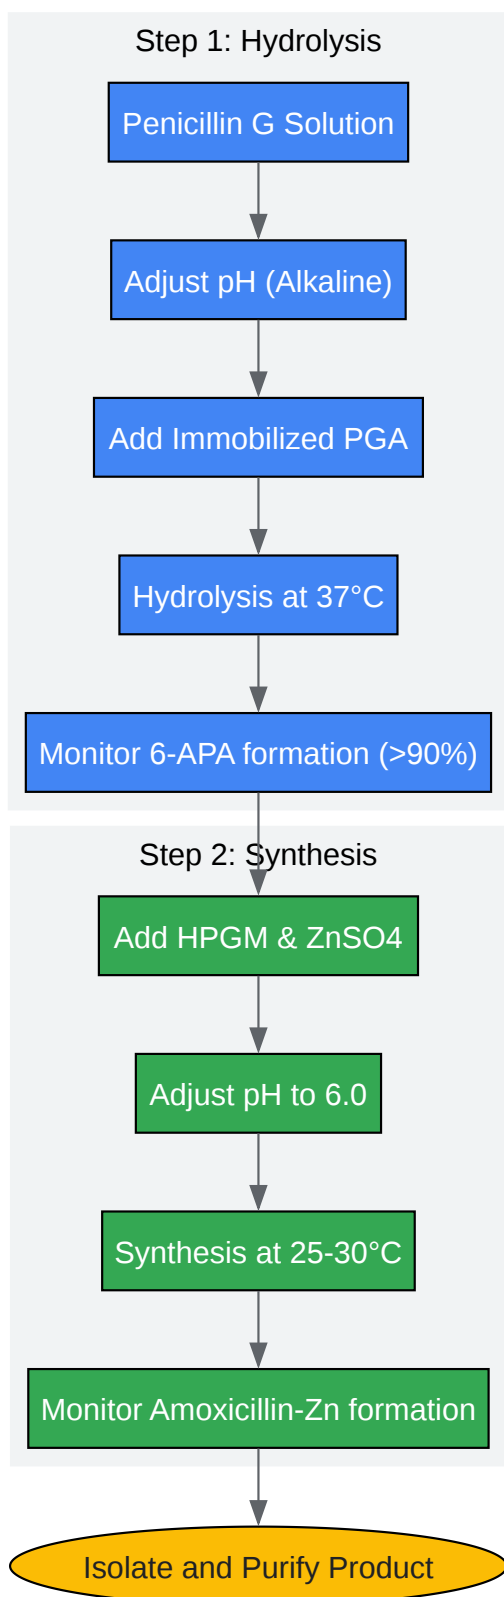 Step 1: Hydrolysis
Penicillin G Solution
Adjust pH (Alkaline)
Add Immobilized PGA
Hydrolysis at 37°C
Monitor 6-APA formation (>90%)
Step 2: Synthesis
Add HPGM & ZnSO4
Adjust pH to 6.0
Synthesis at 25-30°C
Monitor Amoxicillin-Zn formation
Isolate and Purify Product